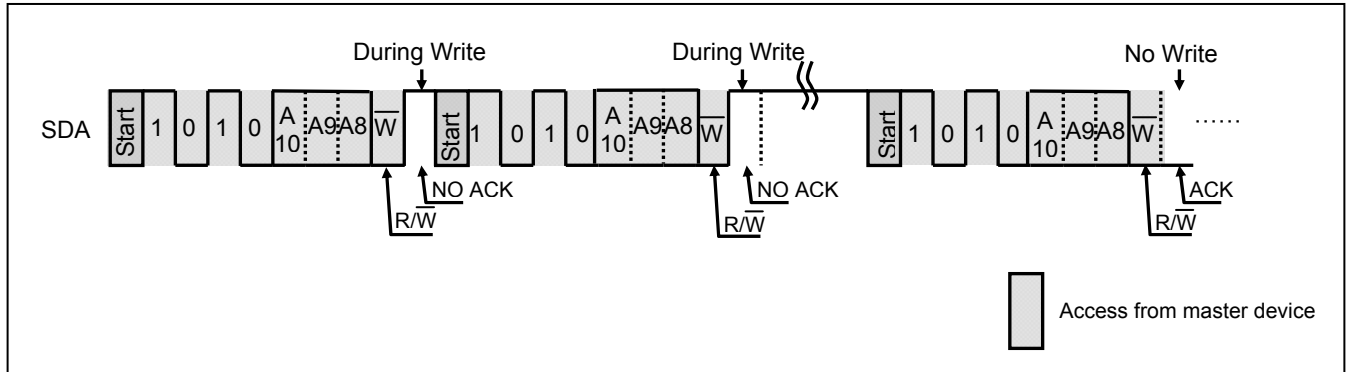 During Write During Write No Write
SDA Start 1 0 1 0 A 10 A9 A8 W̅ Start 1 0 1 0 A 10 A9 A8 W̅ Start 1 0 1 0 A 10 A9 A8 W̅ ......
NO ACK NO ACK ACK
R/W̅ R/W̅ R/W̅
Access from master device